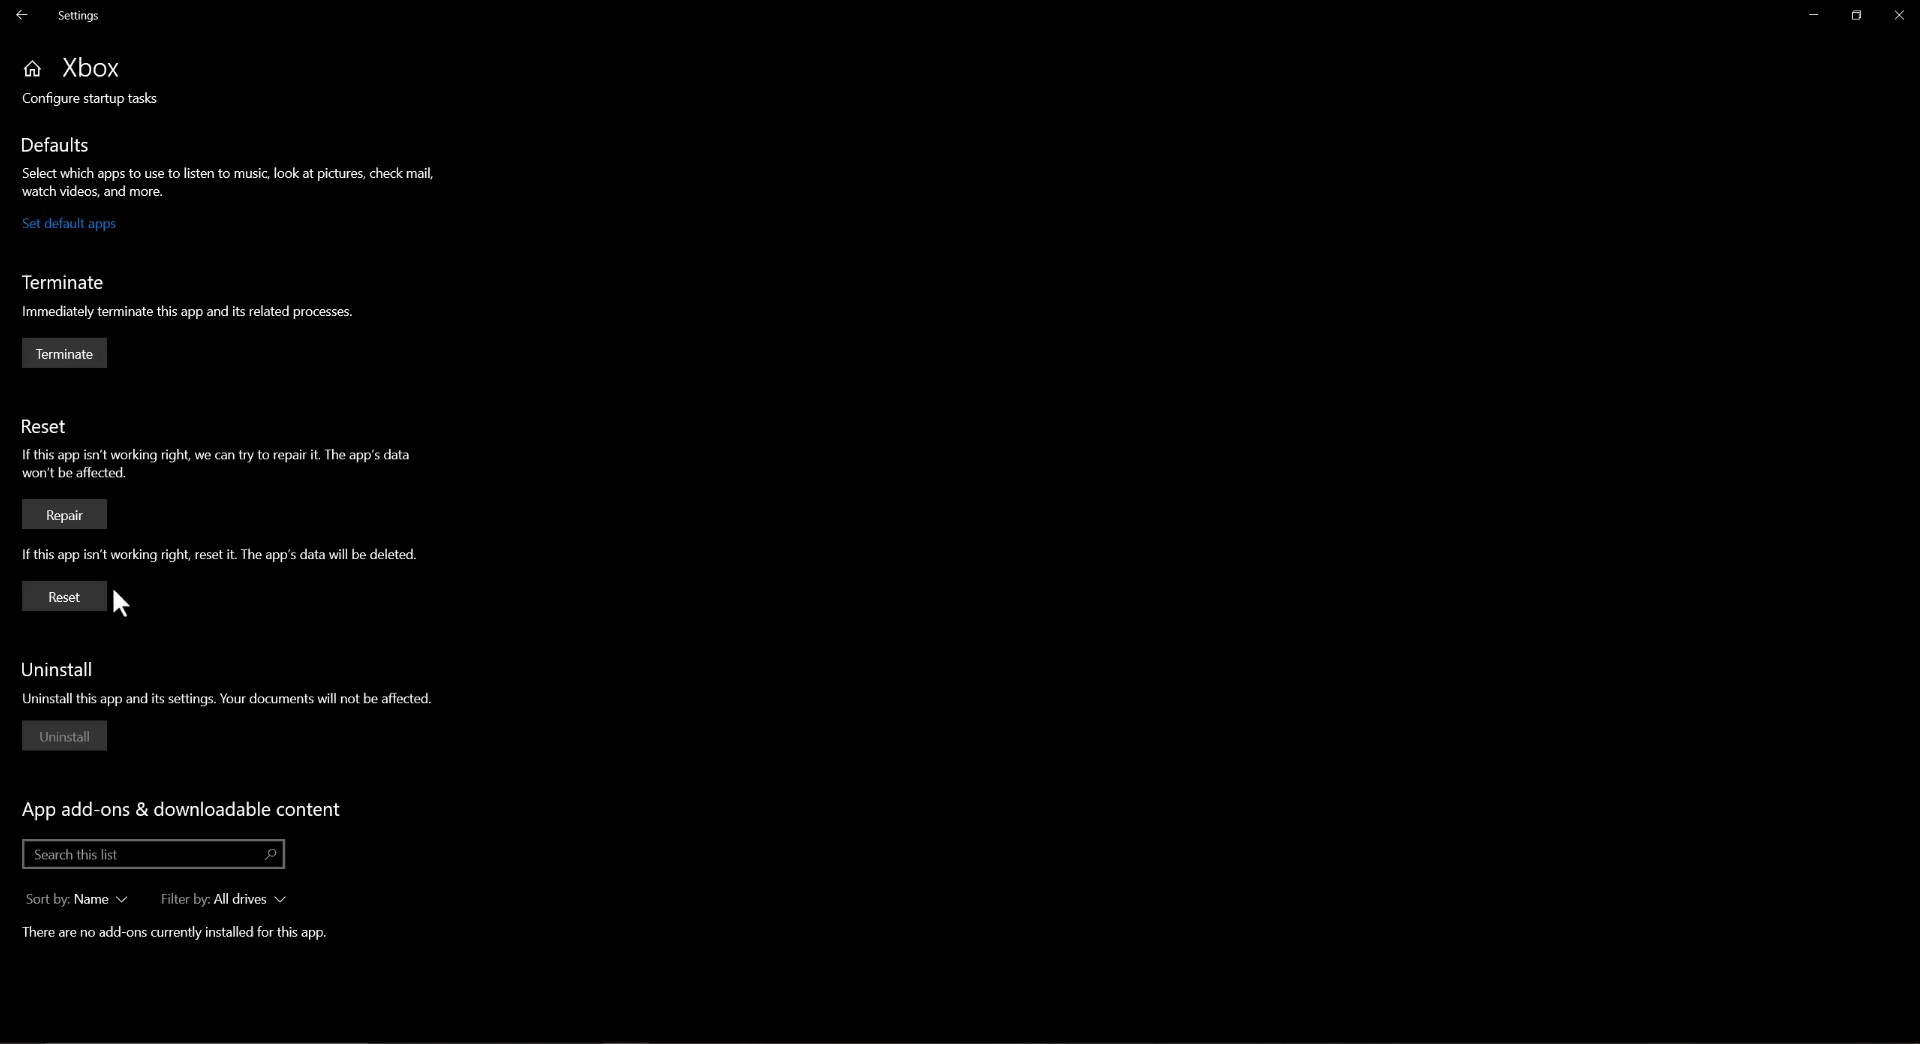 Settings
Xbox
Configure startup tasks
Defaults
Select which apps to use to listen to music, look at pictures, check mail,
watch videos, and more.
Set default apps
Terminate
Immediately terminate this app and its related processes.
Terminate
Reset
If this app isn't working right, we can try to repair it. The app's data
won't be affected.
Repair
If this app isn't working right, reset it. The app's data will be deleted.
Reset
Uninstall
Uninstall this app and its settings. Your documents will not be affected.
Uninstall
App add-ons & downloadable content
Search this list
Sort by: Name Filter by: All drives
There are no add-ons currently installed for this app.